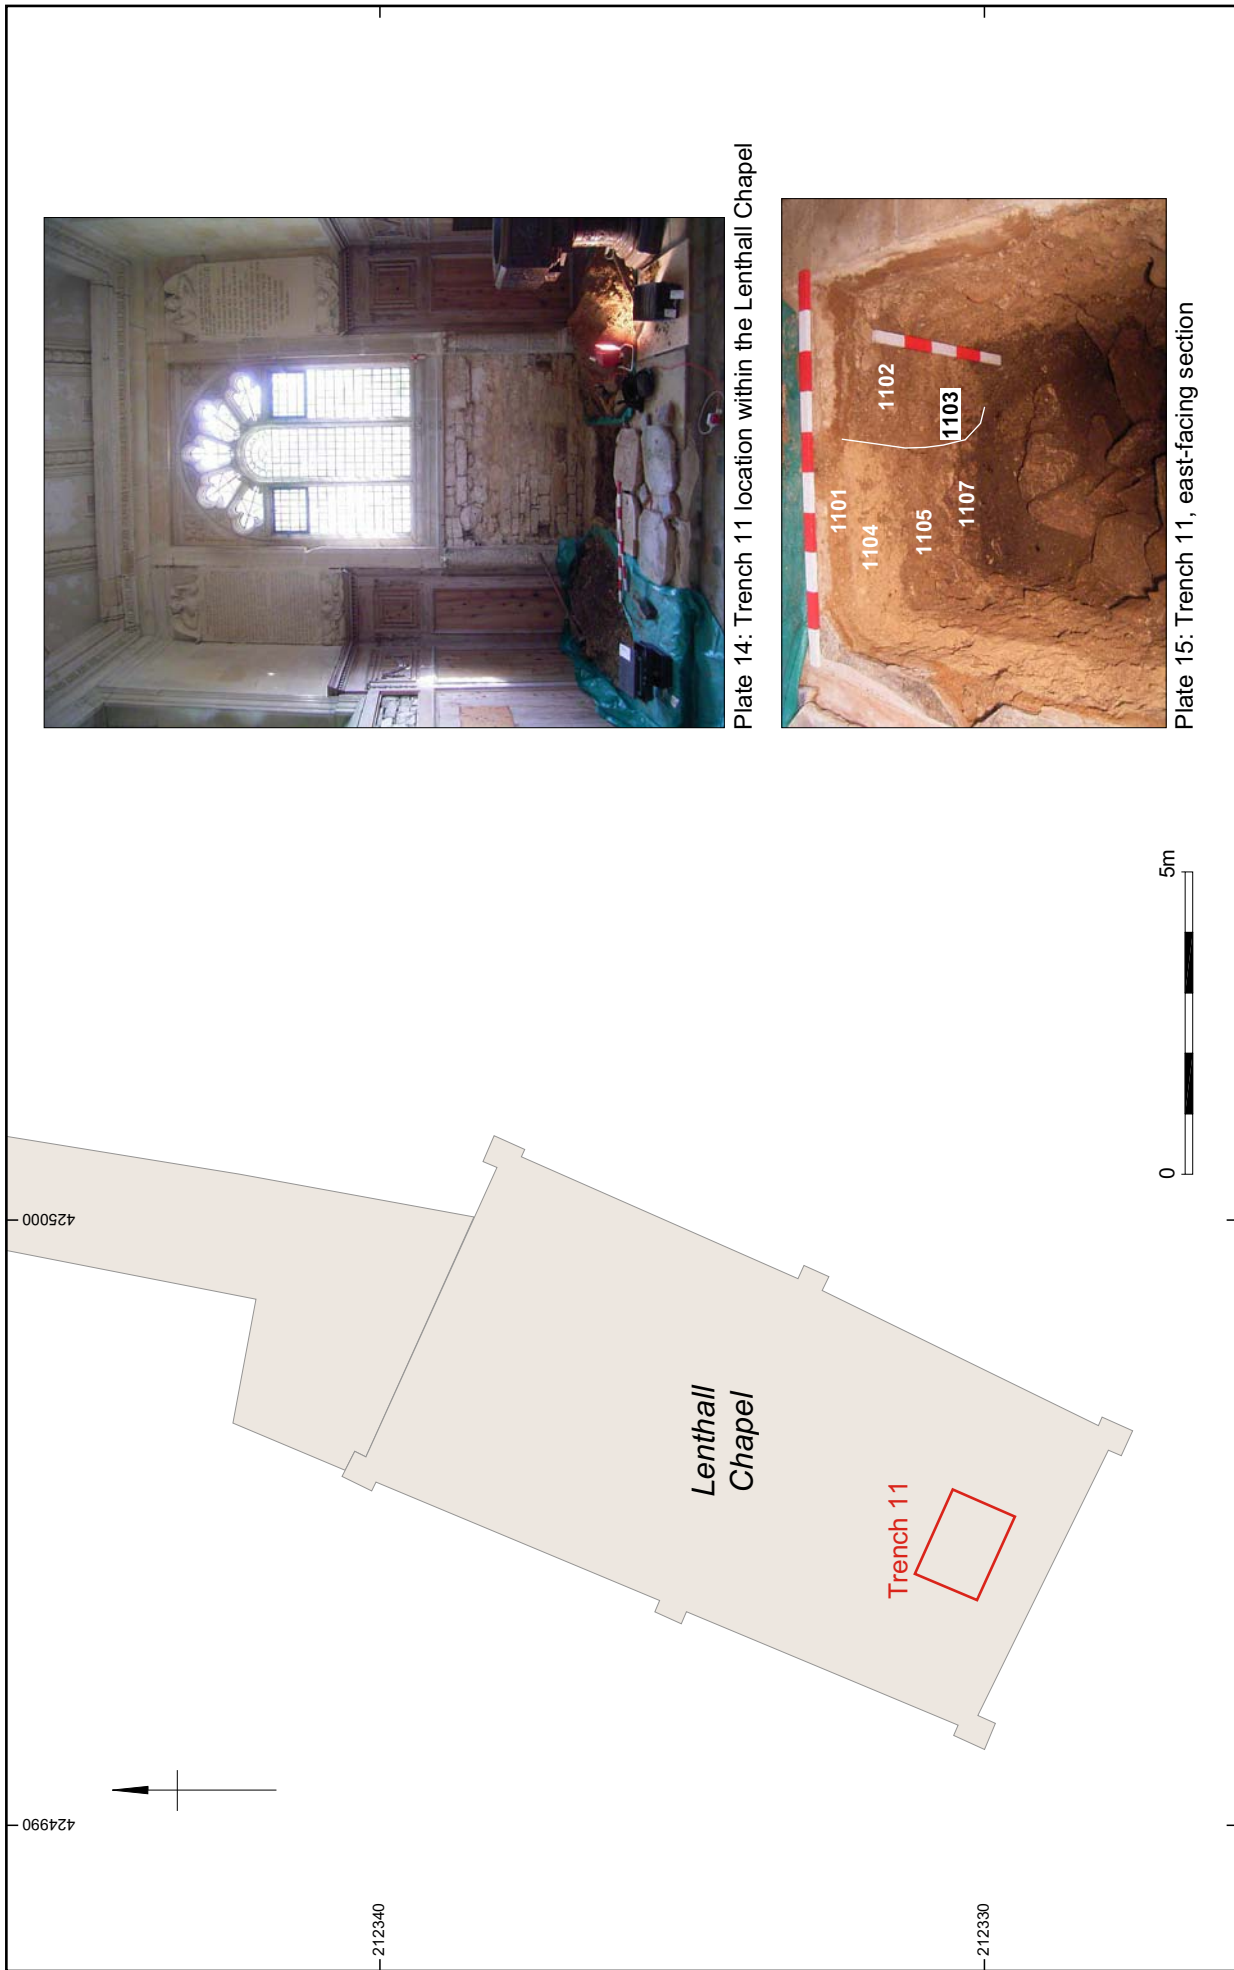 Plate 14: Trench 11 location within the Lenthall Chapel
1101
1104
1105
1107
1102
1103
Plate 15: Trench 11, east-facing section
0
5m
Lenthall
Chapel
Trench 11
424990
425000
212340
212330